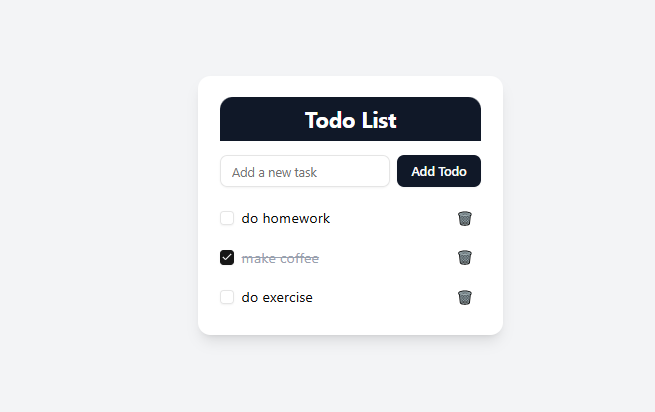 Todo List
Add a new task
Add Todo
do homework
make coffee
do exercise